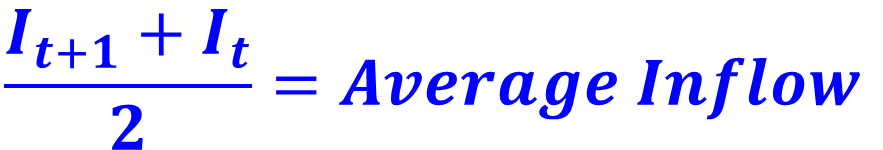 (I_{t+1} + I_t) / 2 = Average Inflow